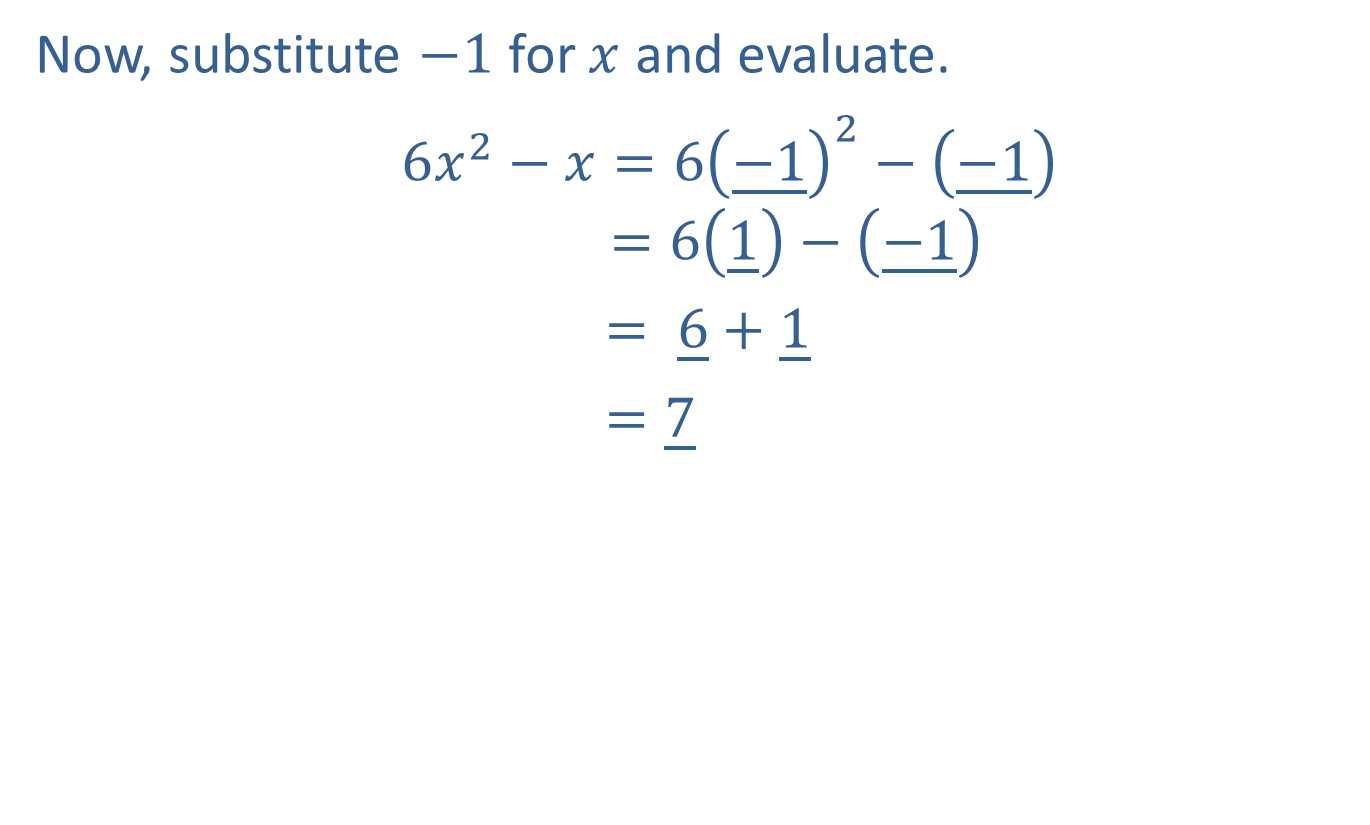 Now, substitute −1 for x and evaluate.
6x² − x = 6(−1)² − (−1)
= 6(1) − (−1)
= 6 + 1
= 7